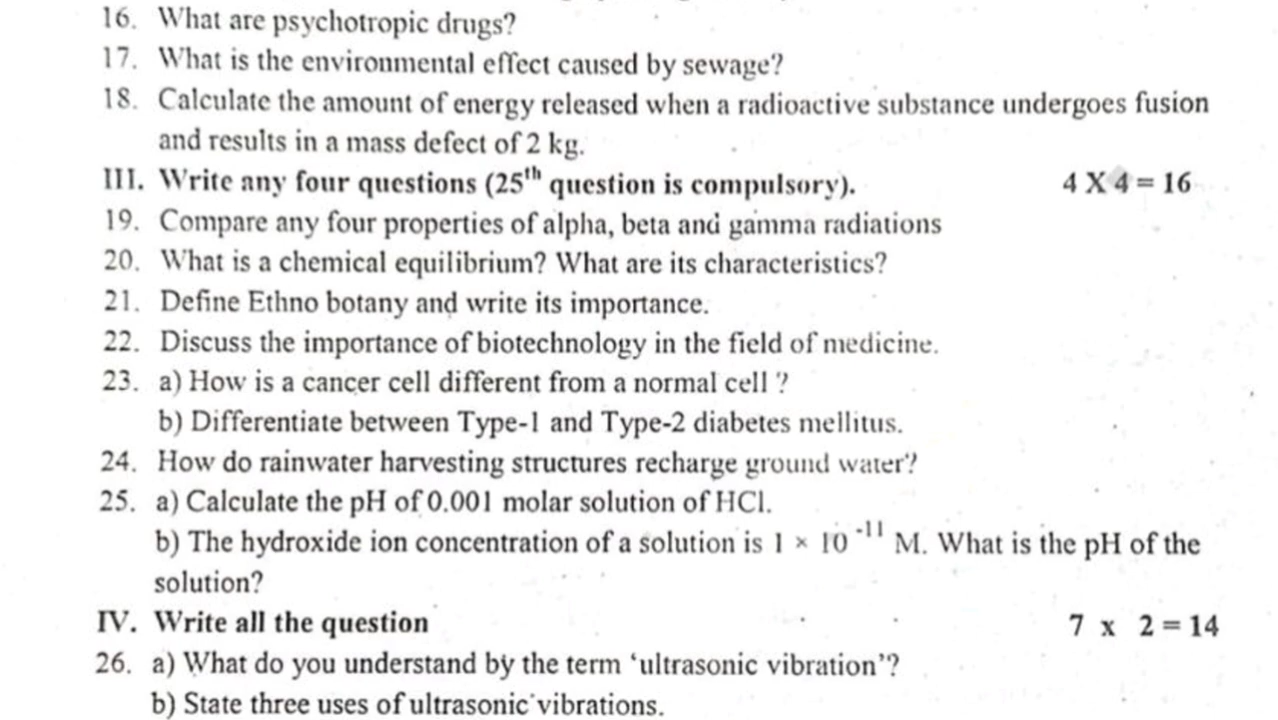 16. What are psychotropic drugs?
17. What is the environmental effect caused by sewage?
18. Calculate the amount of energy released when a radioactive substance undergoes fusion
and results in a mass defect of 2 kg.
III. Write any four questions (25th question is compulsory). 4 X 4 = 16
19. Compare any four properties of alpha, beta and gamma radiations
20. What is a chemical equilibrium? What are its characteristics?
21. Define Ethno botany and write its importance.
22. Discuss the importance of biotechnology in the field of medicine.
23. a) How is a cancer cell different from a normal cell ?
b) Differentiate between Type-1 and Type-2 diabetes mellitus.
24. How do rainwater harvesting structures recharge ground water?
25. a) Calculate the pH of 0.001 molar solution of HCl.
b) The hydroxide ion concentration of a solution is 1 × 10 -11 M. What is the pH of the
solution?
IV. Write all the question 7 x 2 = 14
26. a) What do you understand by the term ‘ultrasonic vibration’?
b) State three uses of ultrasonic vibrations.